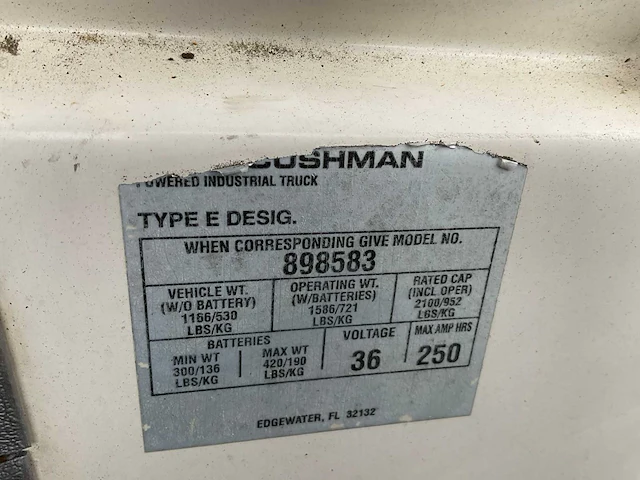 CUSHMAN
POWERED INDUSTRIAL TRUCK
TYPE E DESIG.
WHEN CORRESPONDING GIVE MODEL NO.
898583
VEHICLE WT.
(W/O BATTERY)
1166/530
LBS/KG
OPERATING WT.
(W/BATTERIES)
1586/721
LBS/KG
RATED CAP
(INCL OPER)
2100/952
LBS/KG
BATTERIES
MIN WT
300/136
LBS/KG
MAX WT
420/190
LBS/KG
VOLTAGE
36
MAX AMP HRS
250
EDGEWATER, FL 32132